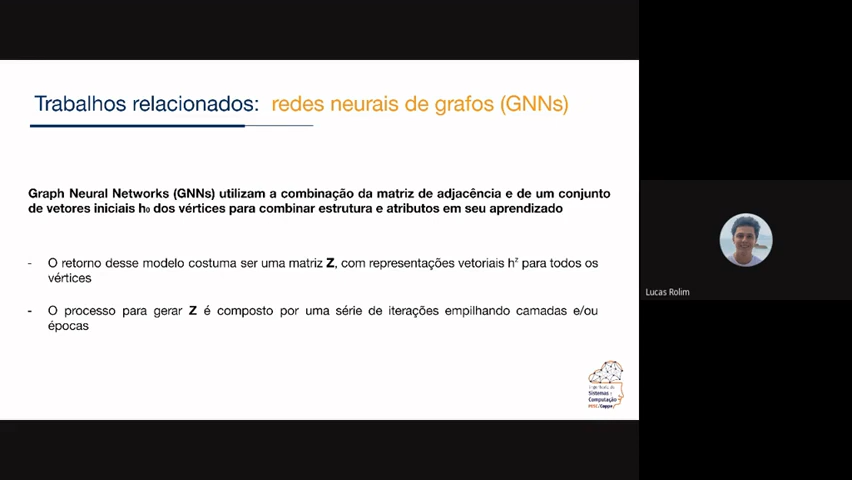 Trabalhos relacionados: redes neurais de grafos (GNNs)
Graph Neural Networks (GNNs) utilizam a combinação da matriz de adjacência e de um conjunto
de vetores iniciais h₀ dos vértices para combinar estrutura e atributos em seu aprendizado
- O retorno desse modelo costuma ser uma matriz Z, com representações vetoriais hᶻ para todos os
vértices
- O processo para gerar Z é composto por uma série de iterações empilhando camadas e/ou
épocas
Sistemas e
Computação
Lucas Rolim